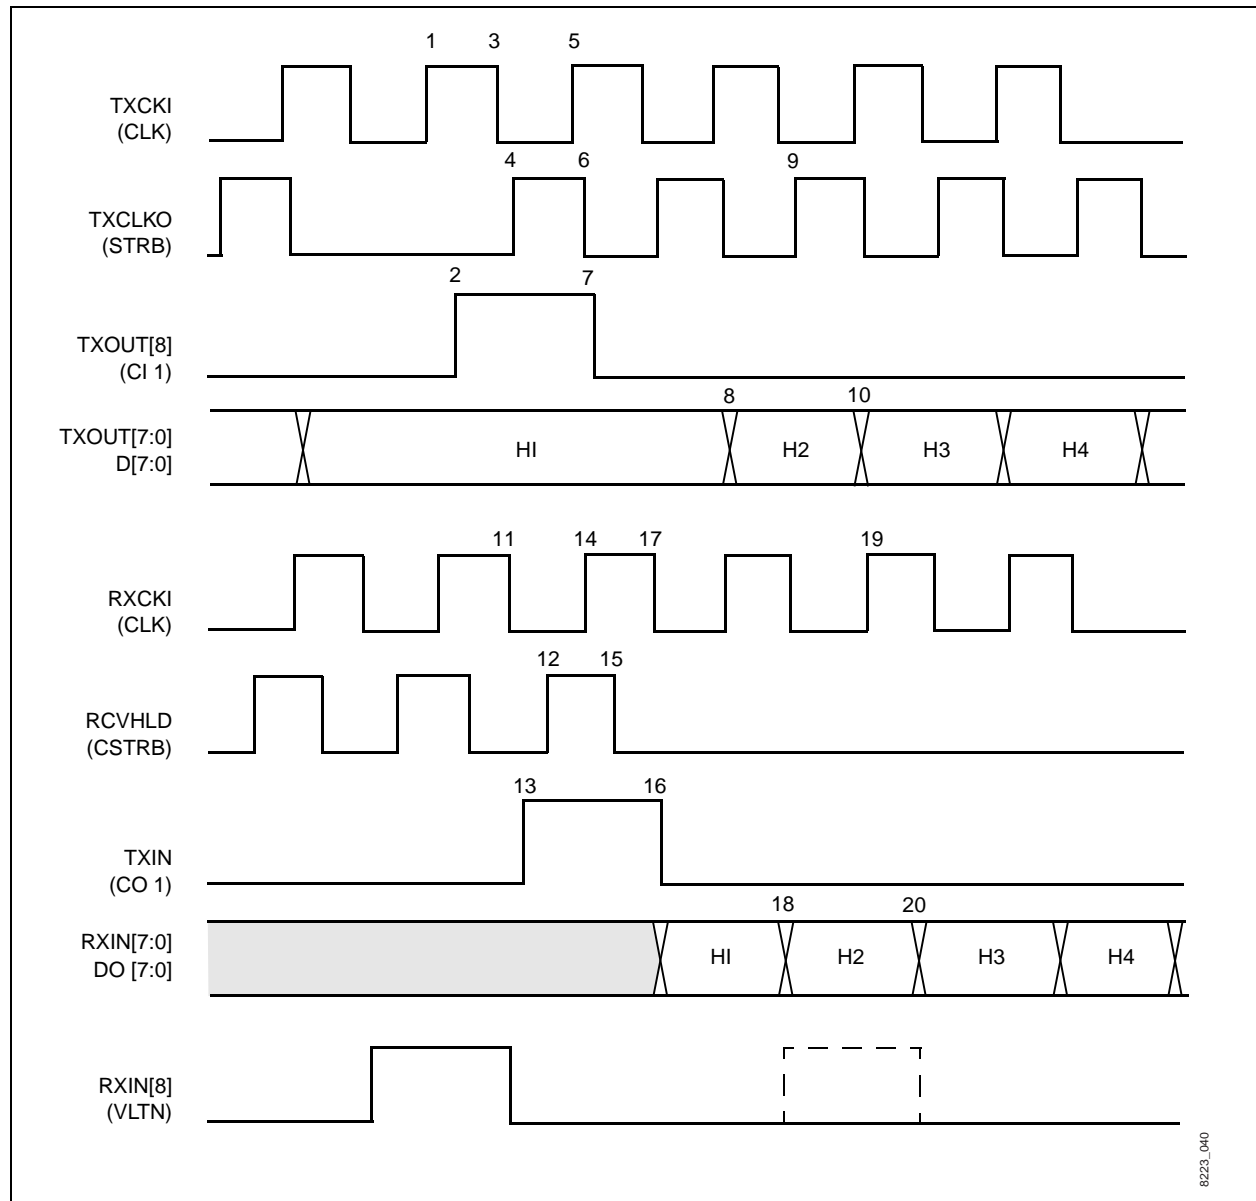 1 3 5
TXCKI
(CLK)
4 6 9
TXCLKO
(STRB)
2 7
TXOUT[8]
(CI 1)
8 10
TXOUT[7:0]
D[7:0]
HI H2 H3 H4
11 14 17 19
RXCKI
(CLK)
12 15
RCVHLD
(CSTRB)
13 16
TXIN
(CO 1)
18 20
RXIN[7:0]
DO [7:0]
HI H2 H3 H4
RXIN[8]
(VLTN)
8223_040